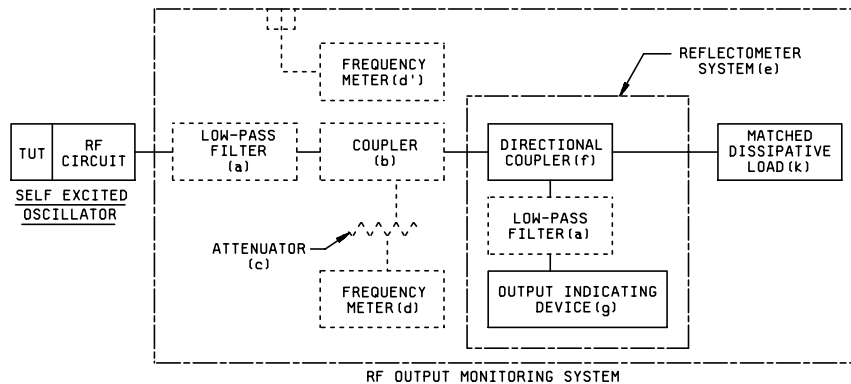 FREQUENCY
METER(d')
REFLECTOMETER
SYSTEM(e)
TUT
RF
CIRCUIT
LOW-PASS
FILTER
(a)
COUPLER
(b)
DIRECTIONAL
COUPLER(f)
MATCHED
DISSIPATIVE
LOAD(k)
SELF EXCITED
OSCILLATOR
ATTENUATOR
(c)
LOW-PASS
FILTER(a)
FREQUENCY
METER(d)
OUTPUT INDICATING
DEVICE(g)
RF OUTPUT MONITORING SYSTEM